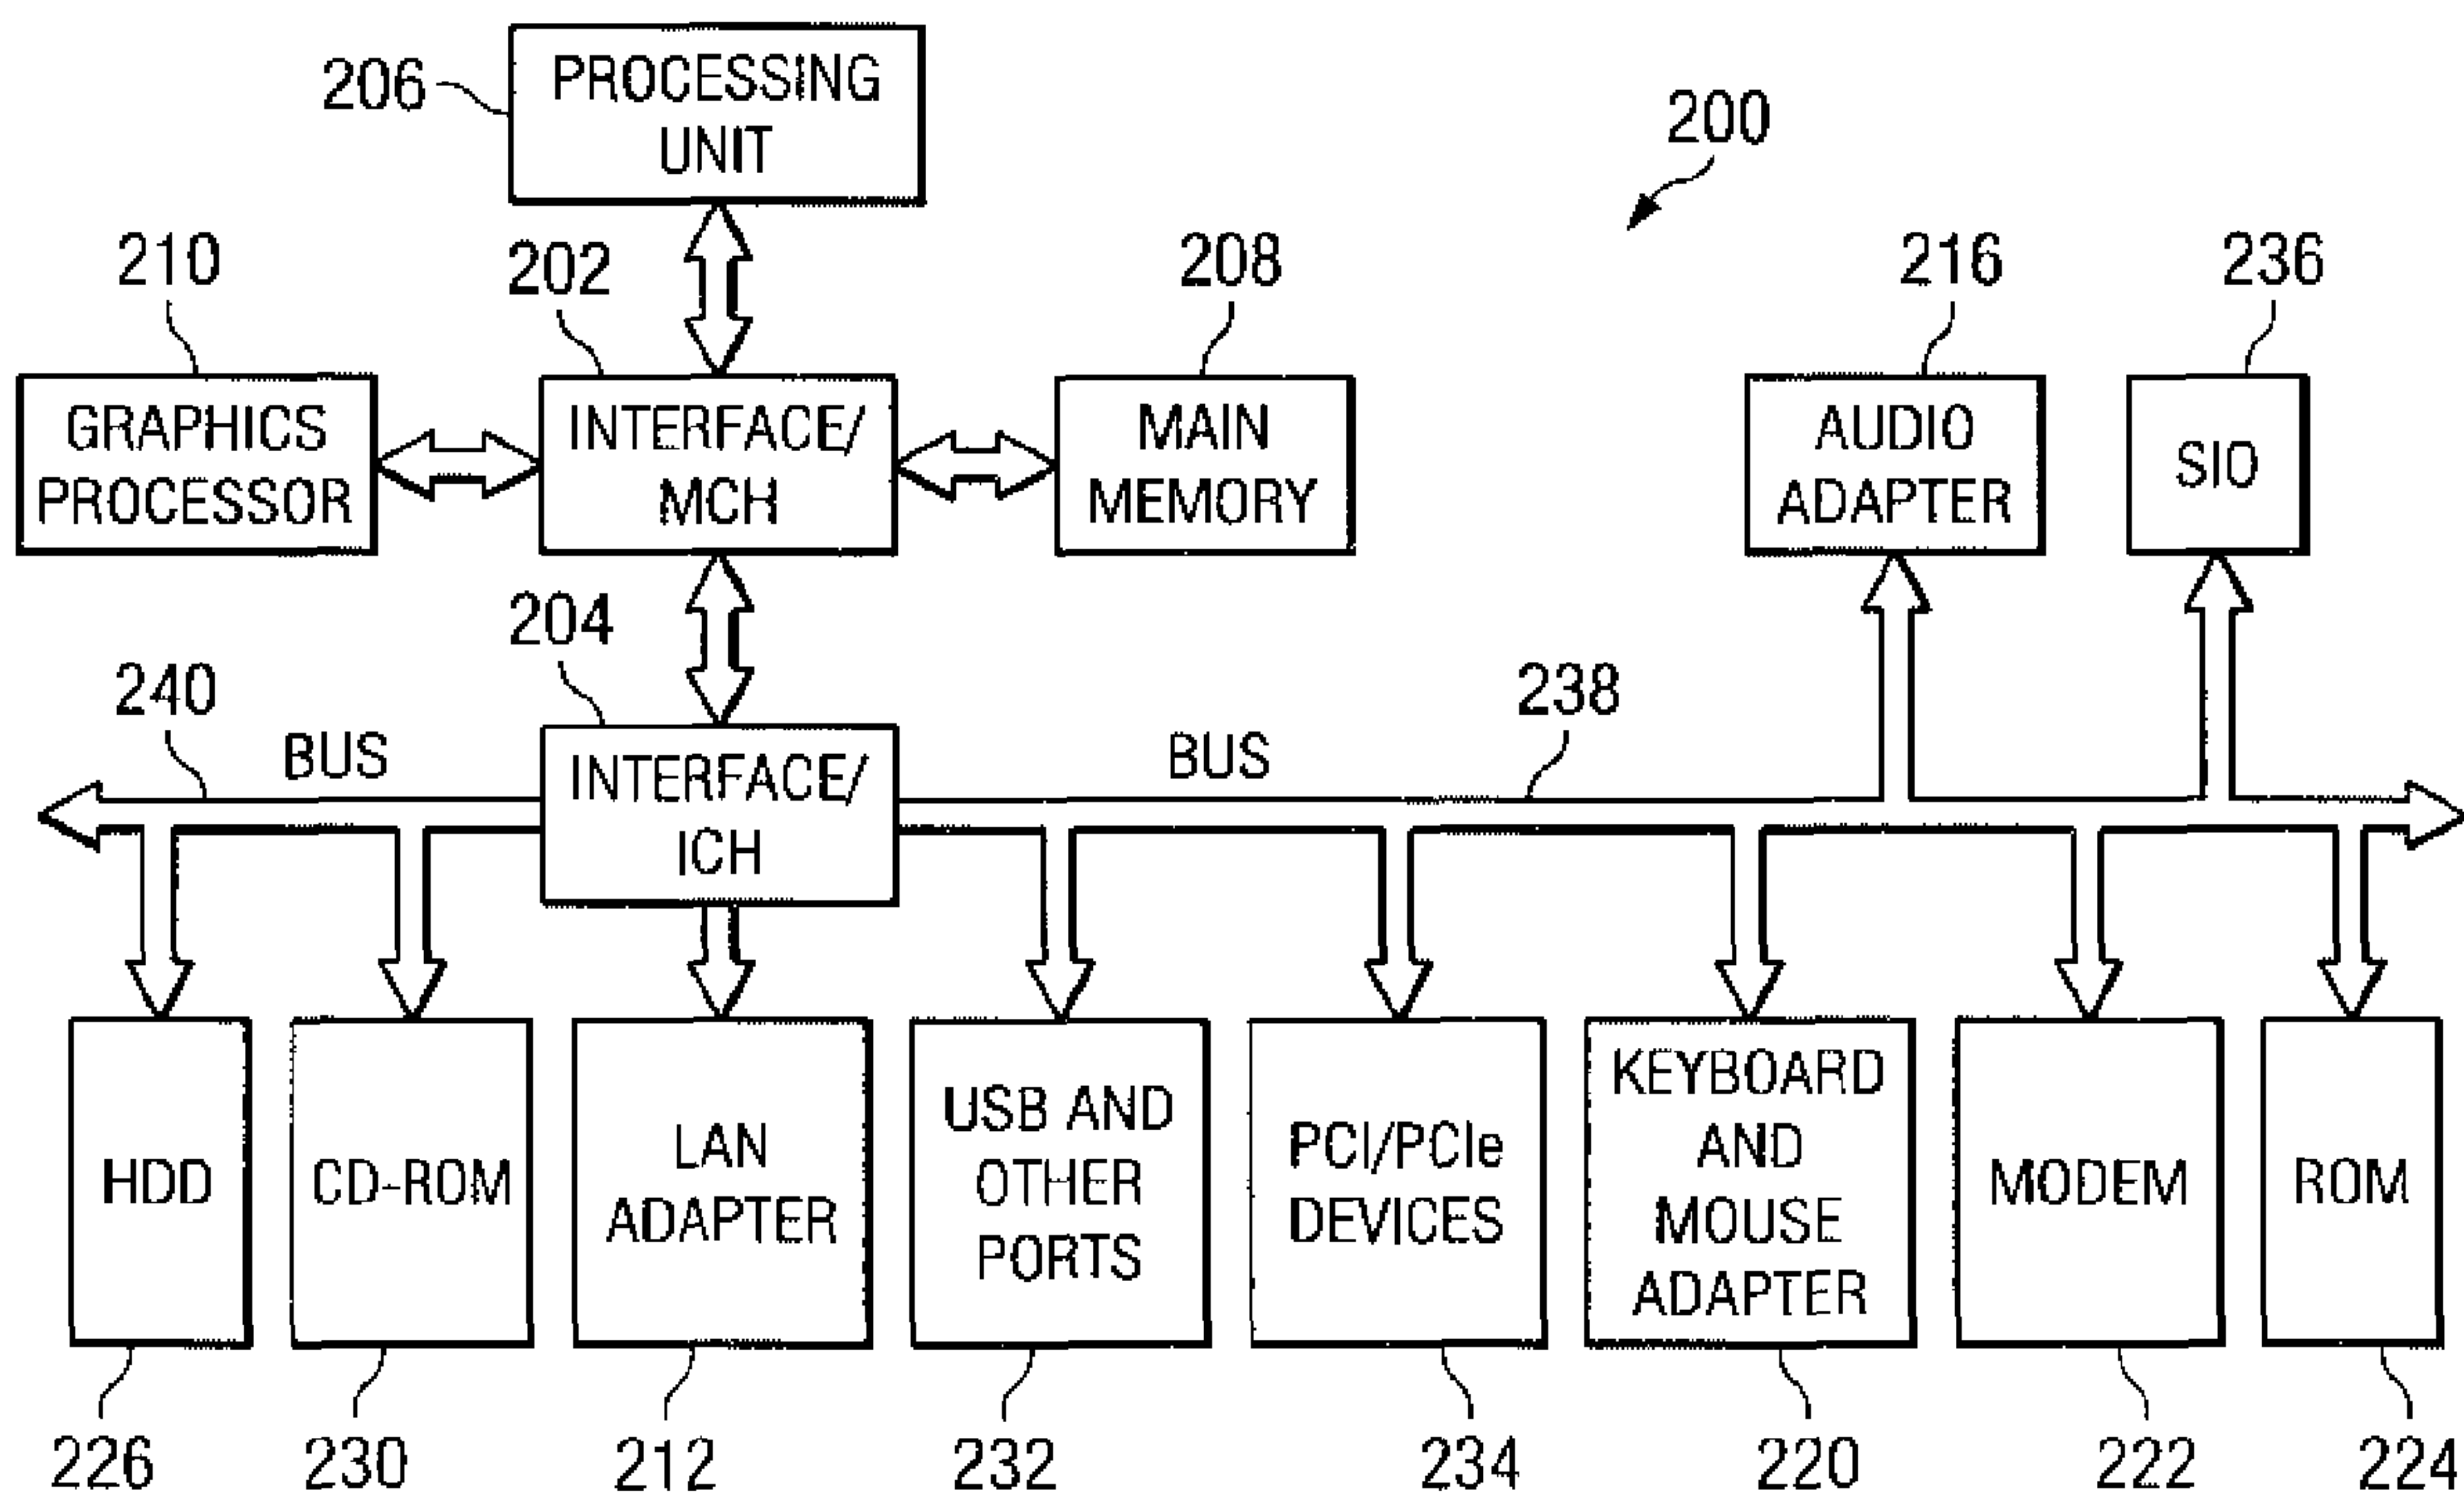 206
PROCESSING
UNIT
200
210
202
208
216
236
GRAPHICS
PROCESSOR
INTERFACE/
MCH
MAIN
MEMORY
AUDIO
ADAPTER
SIO
204
240
BUS
INTERFACE/
ICH
BUS
238
HDD
CD-ROM
LAN
ADAPTER
USB AND
OTHER
PORTS
PCI/PCIe
DEVICES
KEYBOARD
AND
MOUSE
ADAPTER
MODEM
ROM
226
230
212
232
234
220
222
224